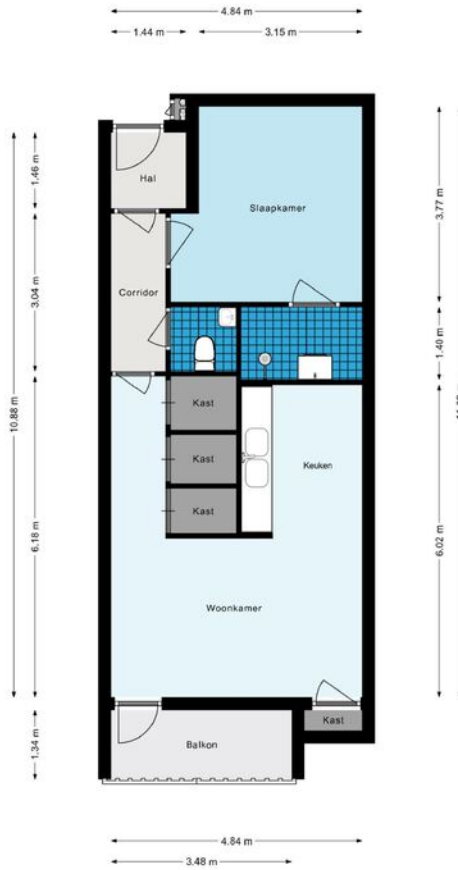 4.84 m
1.44 m
3.15 m
Hal
Slaapkamer
Corridor
Kast
Kast
Kast
Keuken
Woonkamer
Kast
Balkon
1.46 m
3.04 m
10.88 m
6.18 m
1.34 m
3.77 m
1.40 m
6.02 m
4.84 m
3.48 m